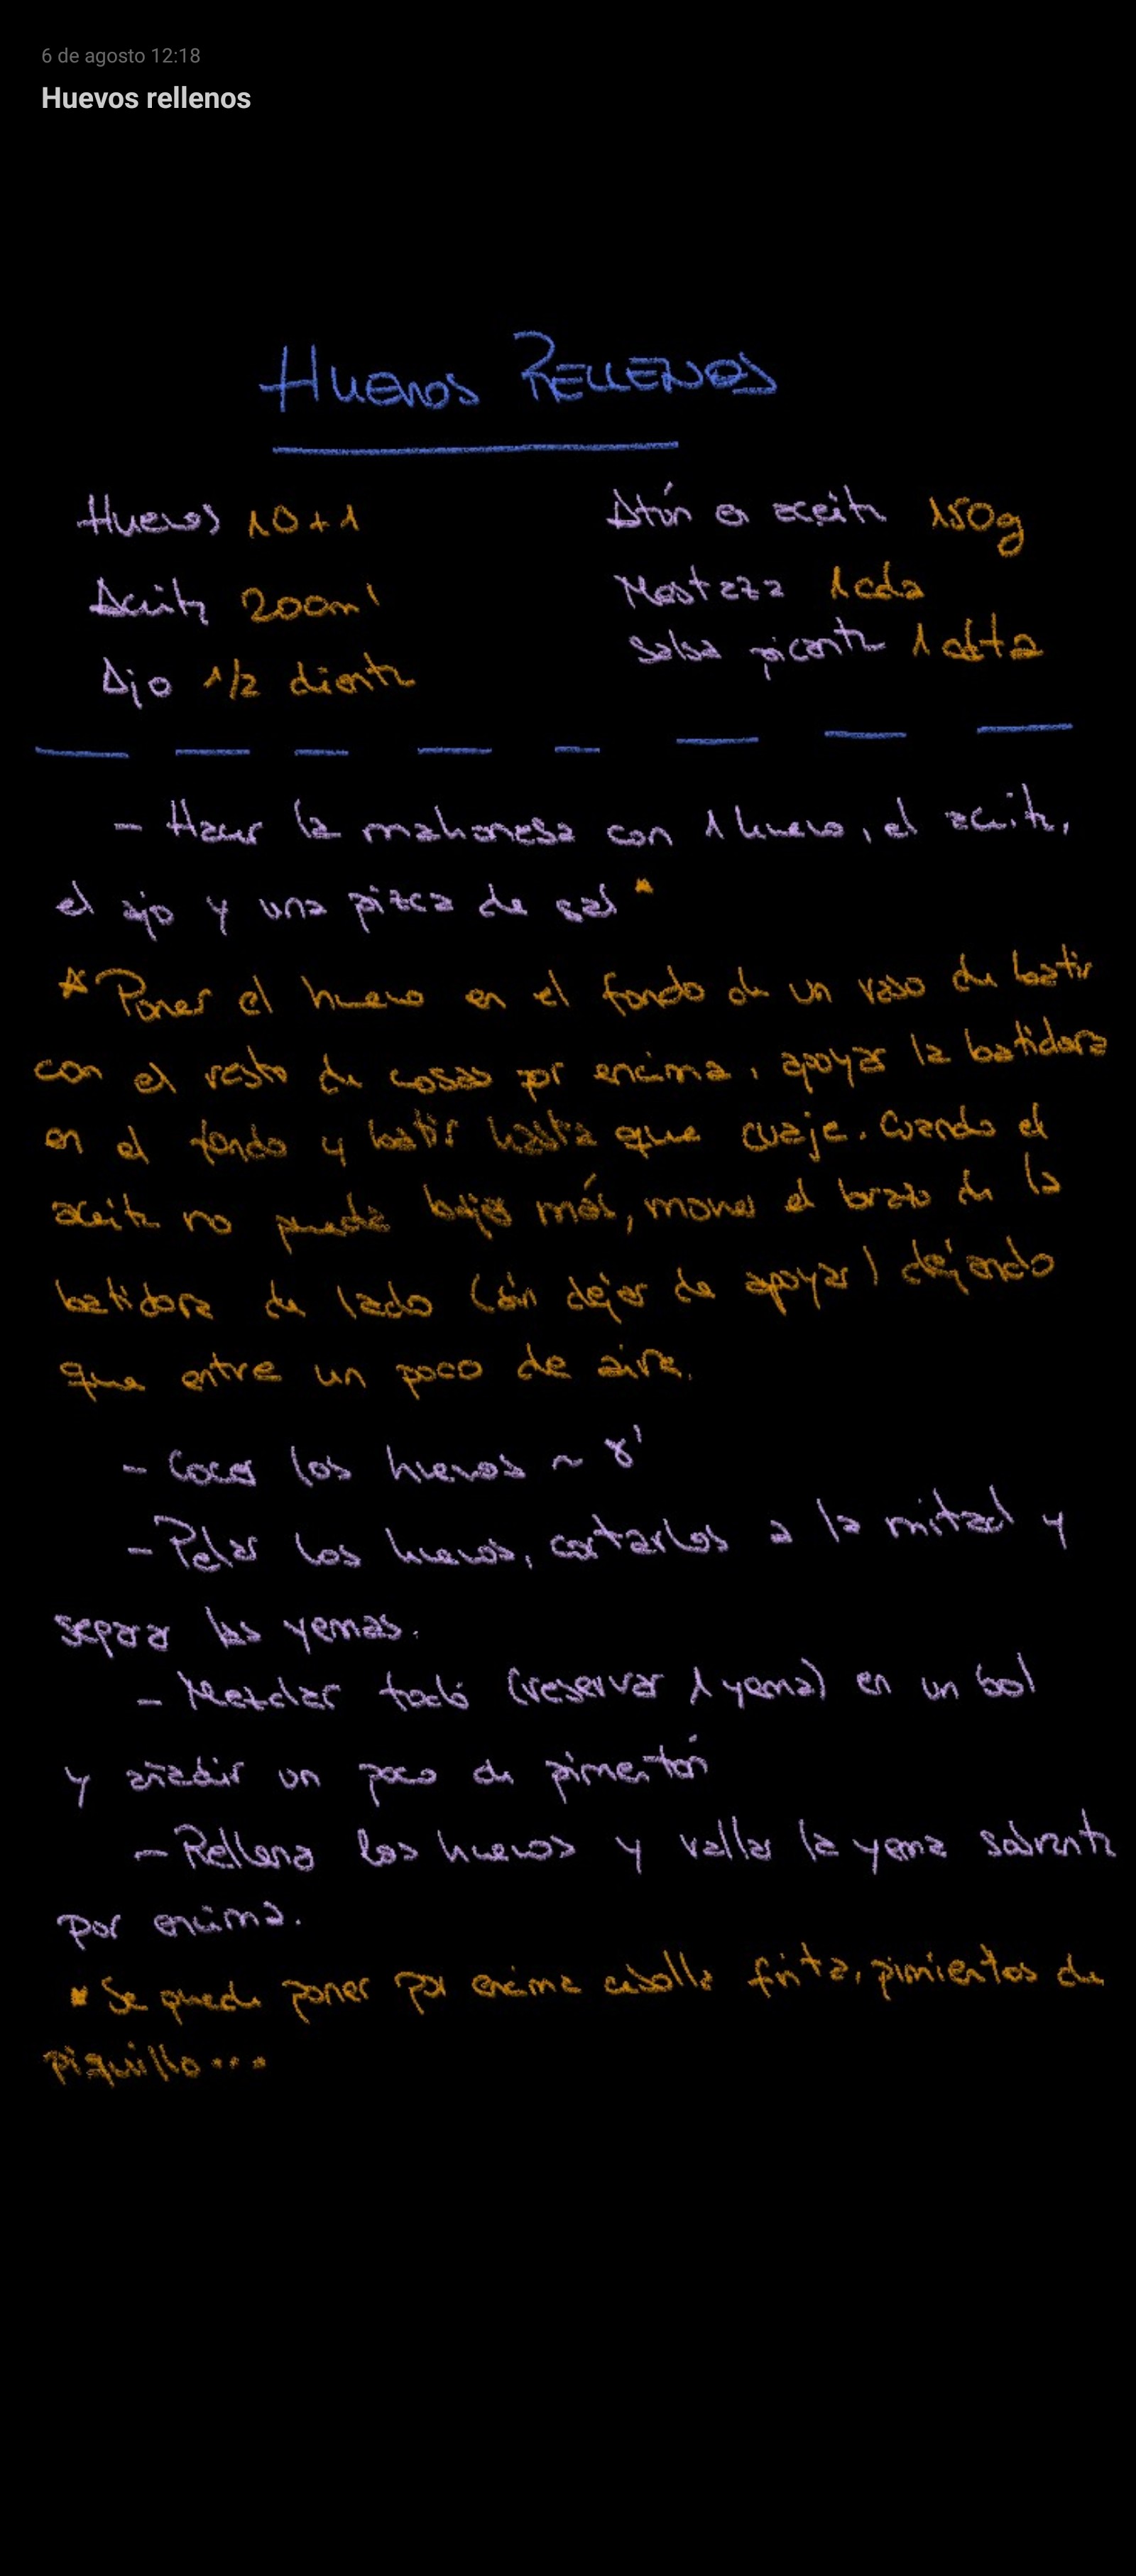 6 de agosto 12:18
Huevos rellenos
HUEVOS RELLENOS
Huevos 10+1
Atún en aceite 150g
Aceite 200ml
Mostaza 1cda
Salsa picante 1cdta
Ajo 1/2 diente
- Hacer la mahonesa con 1 huevo, el aceite,
el ajo y una pizca de sal *
* Poner el huevo en el fondo de un vaso de batir
con el resto de cosas por encima, apoyar la batidora
en el fondo y batir hasta que cuaje. Cuando el
aceite no pueda bajar más, mover el brazo de la
batidora de lado (sin dejar de apoyar) dejando
que entre un poco de aire.
- Cocer los huevos ~ 8'
- Pelar los huevos, cortarlos a la mitad y
separar las yemas.
- Mezclar todo (reservar 1 yema) en un bol
y añadir un poco de pimentón
- Rellenar los huevos y rallar la yema sobrante
por encima.
* Se puede poner por encima cebolla frita, pimientos de
piquillo...